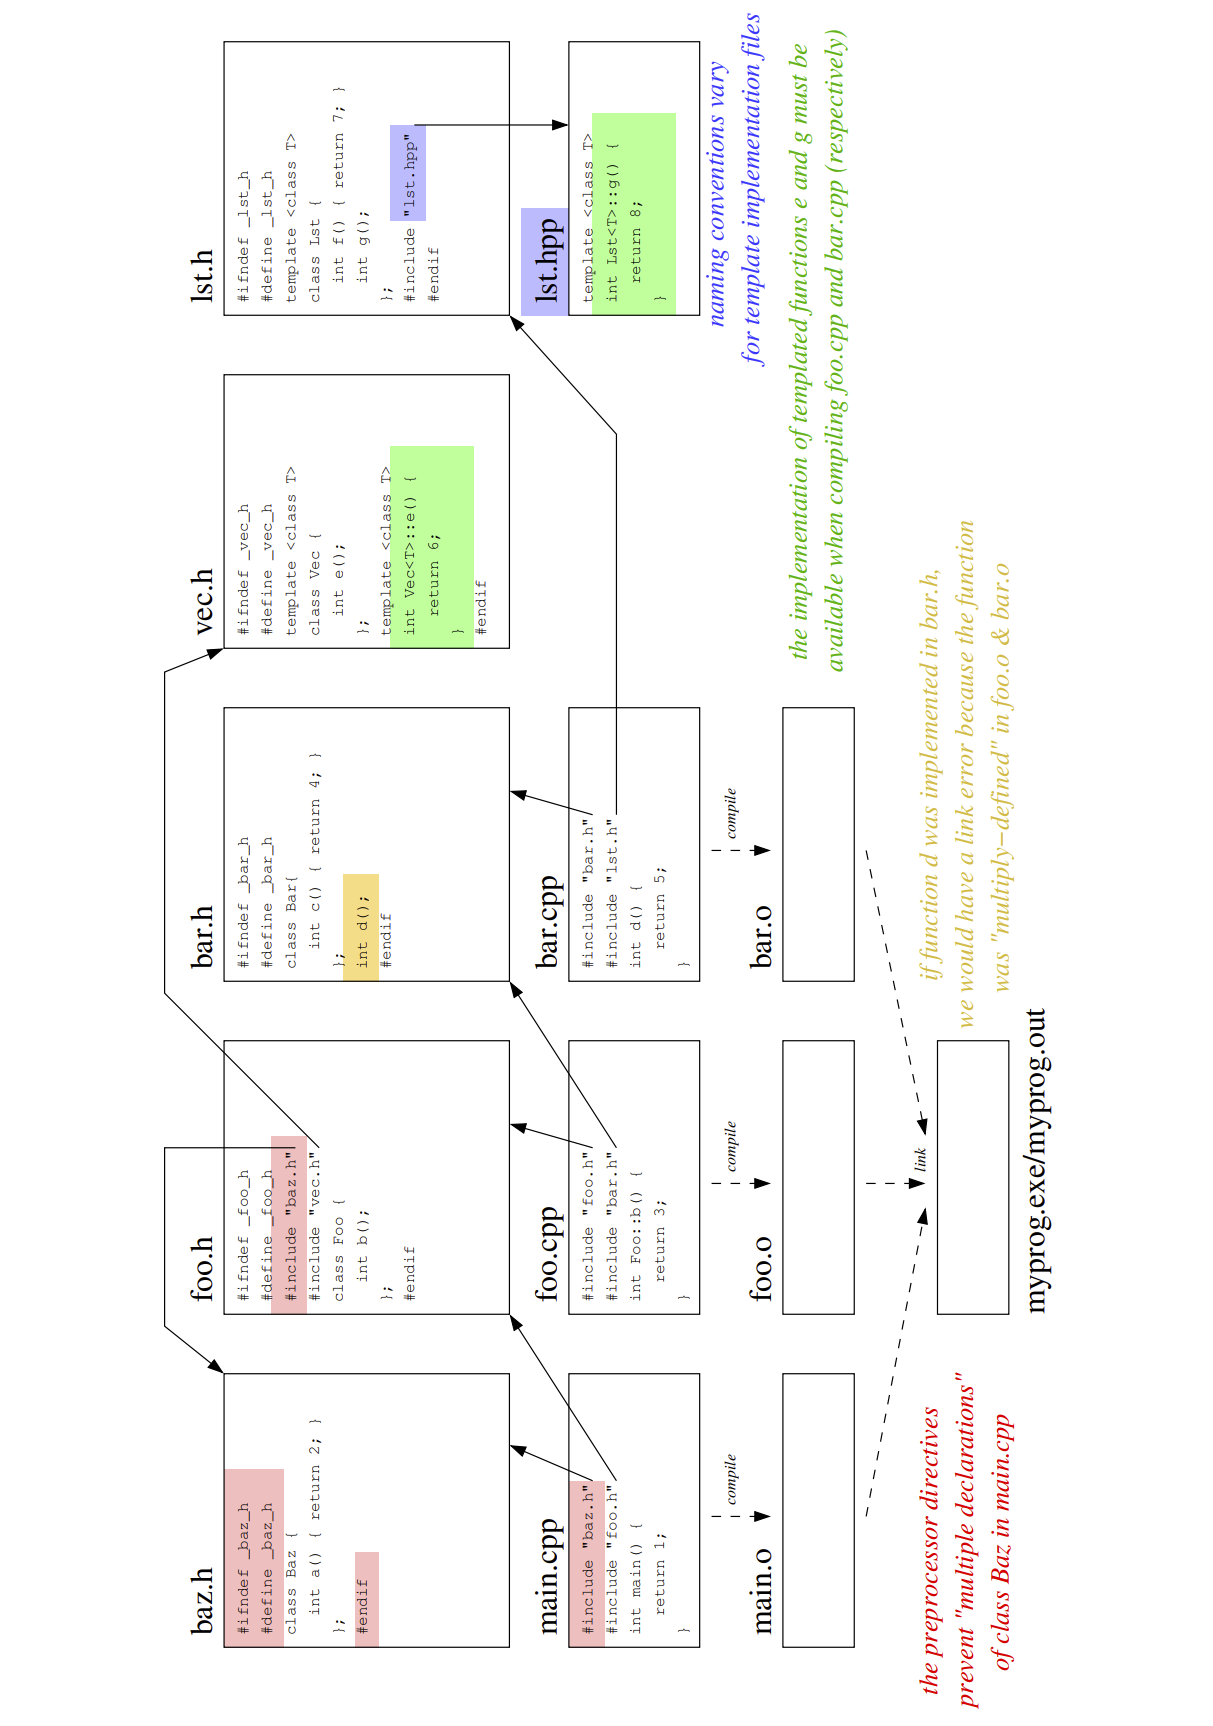 baz.h
#ifndef _baz_h
#define _baz_h
class Baz {
int a() { return 2; }
};
#endif
foo.h
#ifndef _foo_h
#define _foo_h
#include "baz.h"
#include "vec.h"
class Foo {
int b();
};
#endif
bar.h
#ifndef _bar_h
#define _bar_h
class Bar{
int c() { return 4; }
};
int d();
#endif
vec.h
#ifndef _vec_h
#define _vec_h
template <class T>
class Vec {
int e();
};
template <class T>
int Vec<T>::e() {
return 6;
}
#endif
lst.h
#ifndef _lst_h
#define _lst_h
template <class T>
class Lst {
int f() { return 7; }
int g();
};
#include "lst.hpp"
#endif
main.cpp
#include "baz.h"
#include "foo.h"
int main() {
return 1;
}
foo.cpp
#include "foo.h"
#include "bar.h"
int Foo::b() {
return 3;
}
bar.cpp
#include "bar.h"
#include "lst.h"
int d() {
return 5;
}
lst.hpp
template <class T>
int Lst<T>::g() {
return 8;
}
naming conventions vary
for template implementation files
the implementation of templated functions e and g must be
available when compiling foo.cpp and bar.cpp (respectively)
compile
compile
compile
main.o
foo.o
bar.o
link
the preprocessor directives
prevent "multiple declarations"
of class Baz in main.cpp
if function d was implemented in bar.h,
we would have a link error because the function
was "multiply−defined" in foo.o & bar.o
myprog.exe/myprog.out